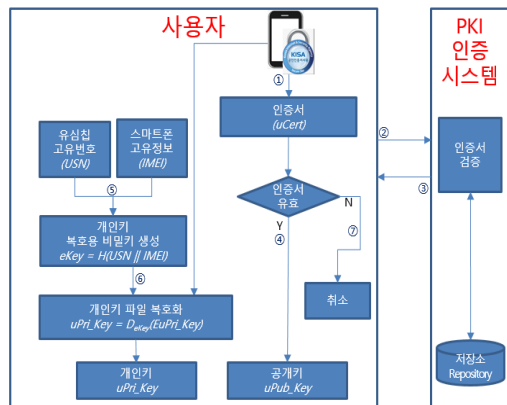 사용자
PKI
인증
시스템
KISA
①
인증서
(uCert)
②
유심칩
고유번호
(USN)
스마트폰
고유정보
(IMEI)
인증서
검증
③
⑤
인증서
유효
N
Y
④
⑦
개인키
복호용 비밀키 생성
eKey = H(USN || IMEI)
⑥
취소
개인키 파일 복호화
uPri_Key = DeKey(EuPri_Key)
개인키
uPri_Key
공개키
uPub_Key
저장소
Repository